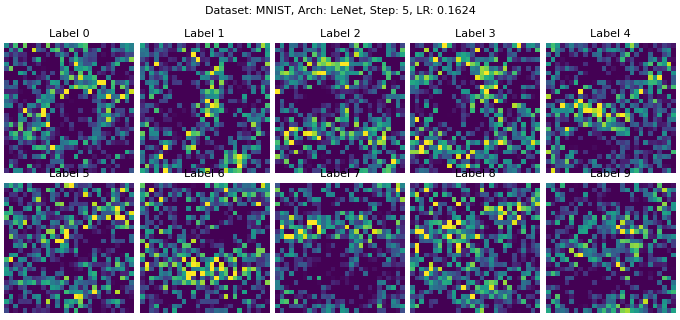 Dataset: MNIST, Arch: LeNet, Step: 5, LR: 0.1624
Label 0
Label 1
Label 2
Label 3
Label 4
Label 5
Label 6
Label 7
Label 8
Label 9